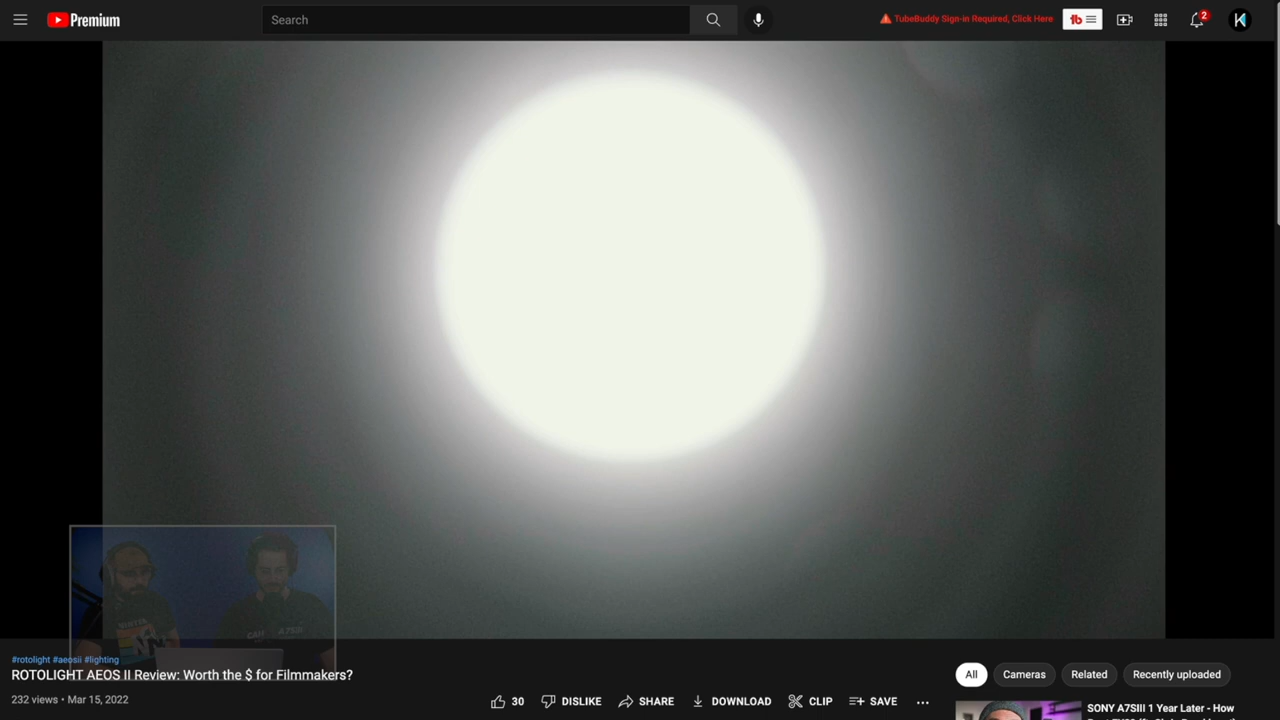 Premium
Search
TubeBuddy Sign-in Required, Click Here
tb
2
K
#rotolight #aeosii #lighting
ROTOLIGHT AEOS II Review: Worth the $ for Filmmakers?
232 views • Mar 15, 2022
30
DISLIKE
SHARE
DOWNLOAD
CLIP
SAVE
All
Cameras
Related
Recently uploaded
SONY A7SIII 1 Year Later - How